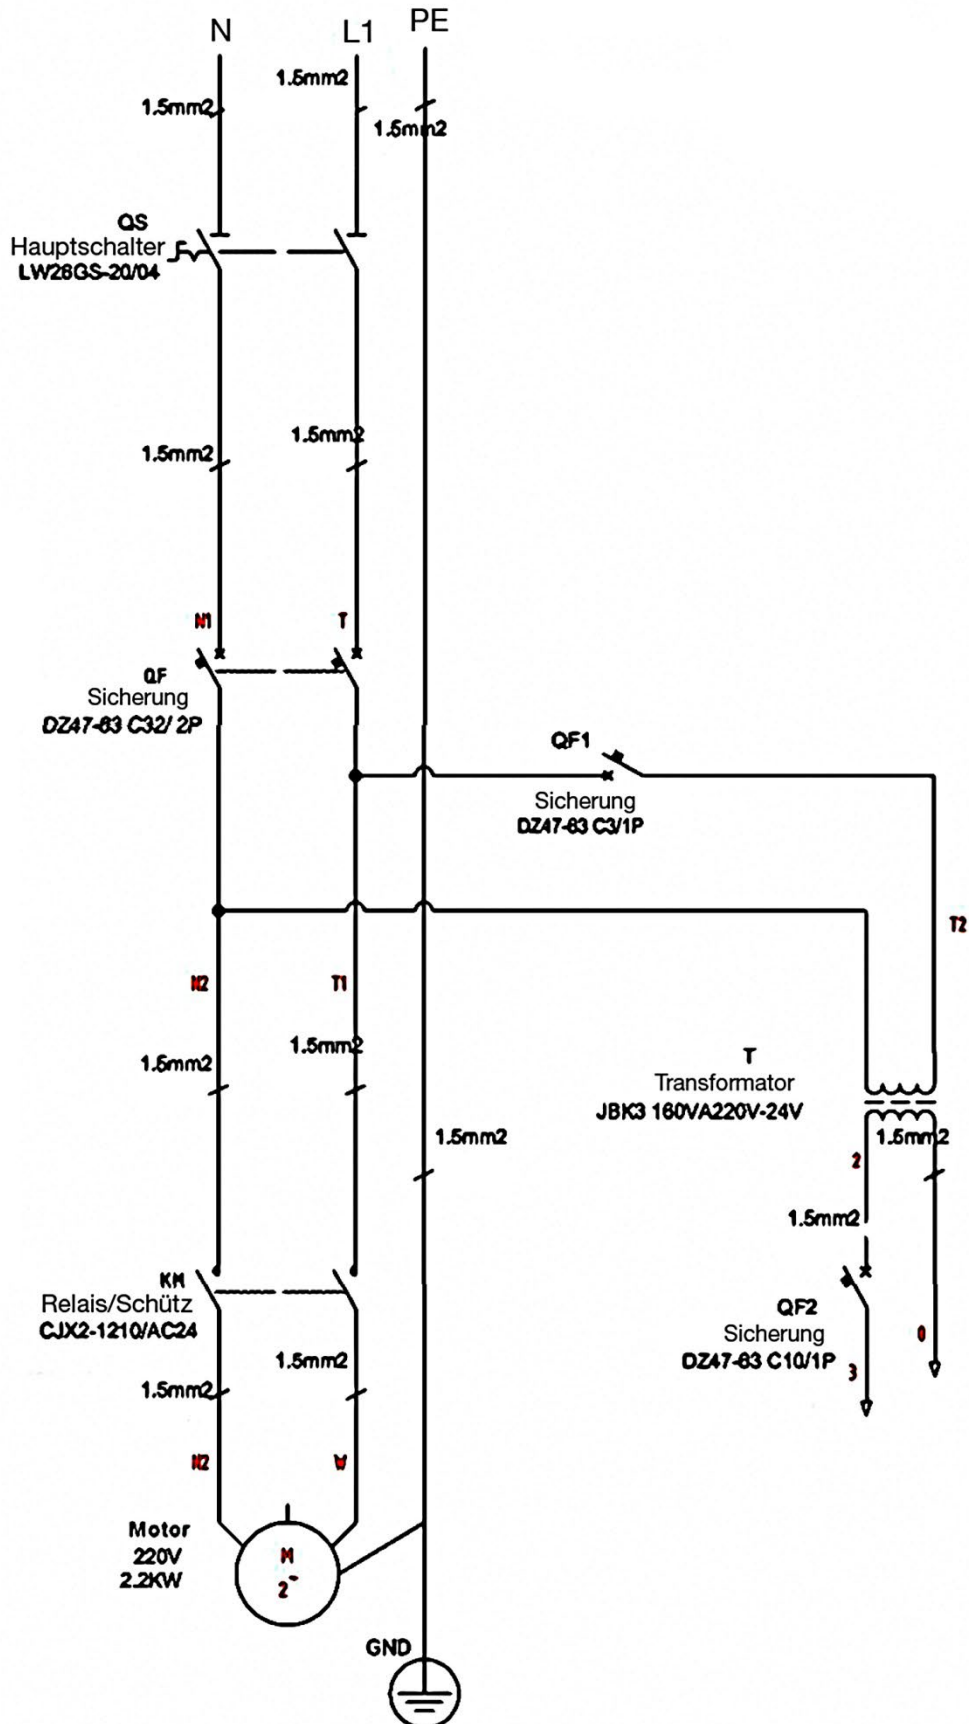 N
L1
PE
1.5mm2
1.5mm2
1.5mm2
QS
Hauptschalter
LW26GS-20/04
1.5mm2
1.5mm2
N1
T
QF
Sicherung
DZ47-63 C32/ 2P
QF1
Sicherung
DZ47-63 C3/1P
T2
N2
T1
1.5mm2
1.5mm2
T
Transformator
JBK3 160VA220V-24V
1.5mm2
1.5mm2
2
1.5mm2
KM
Relais/Schütz
CJX2-1210/AC24
QF2
Sicherung
DZ47-63 C10/1P
0
3
1.5mm2
1.5mm2
N2
W
Motor
220V
2.2KW
M
2~
GND